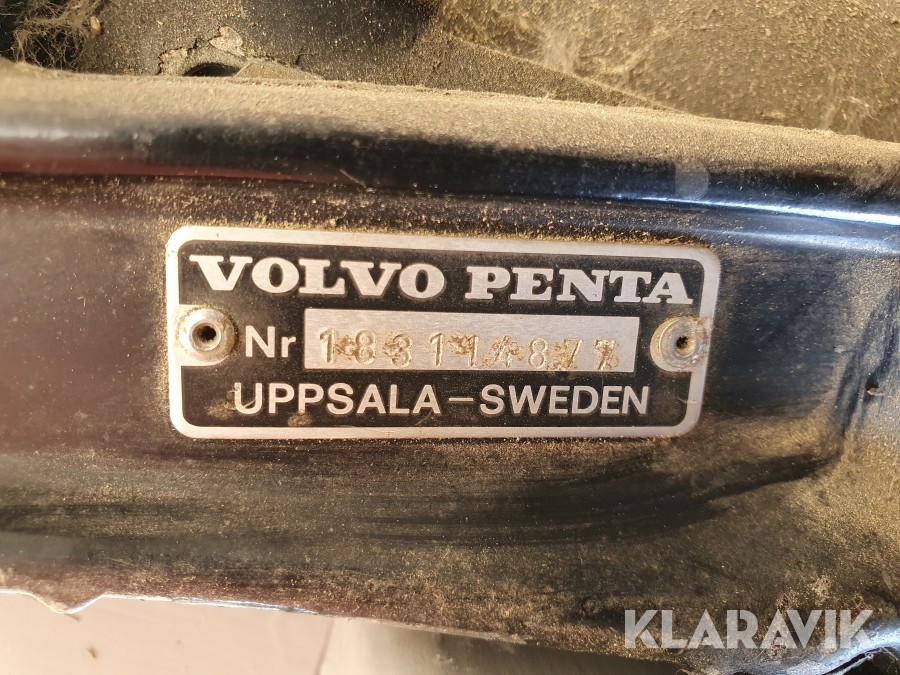 VOLVO PENTA
Nr
UPPSALA–SWEDEN
KLARAVIK